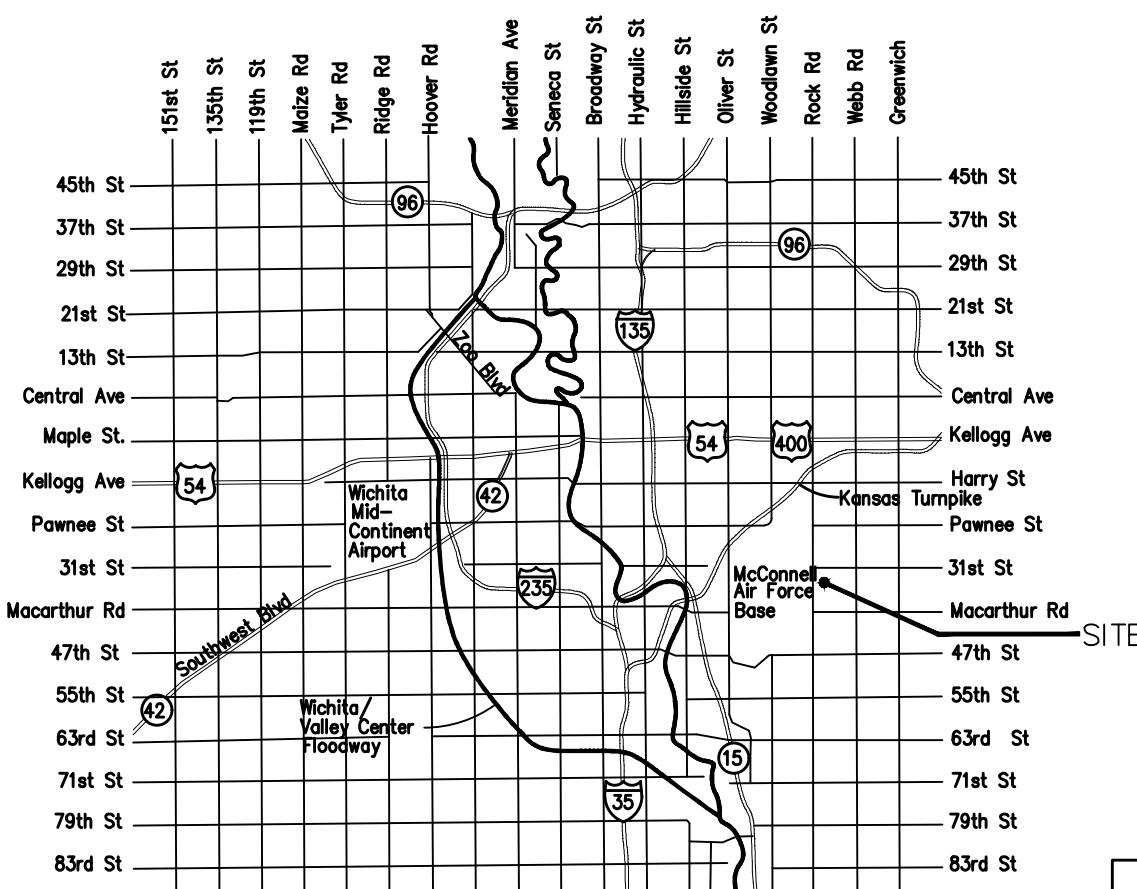 151st St
135th St
119th St
Maize Rd
Tyler Rd
Ridge Rd
Hoover Rd
Meridian Ave
Seneca St
Broadway St
Hydraulic St
Hillside St
Oliver St
Woodlawn St
Rock Rd
Webb Rd
Greenwich
45th St
37th St
29th St
21st St
13th St
Central Ave
Maple St.
Kellogg Ave
Pawnee St
31st St
Macarthur Rd
47th St
55th St
63rd St
71st St
79th St
83rd St
96
96
135
Zoo Blvd
54
54
400
42
Wichita
Mid-
Continent
Airport
Kansas Turnpike
235
McConnell
Air Force
Base
Southwest Blvd
42
Wichita/
Valley Center
Floodway
15
35
45th St
37th St
29th St
21st St
13th St
Central Ave
Kellogg Ave
Harry St
Pawnee St
31st St
Macarthur Rd
SITE
47th St
55th St
63rd St
71st St
79th St
83rd St